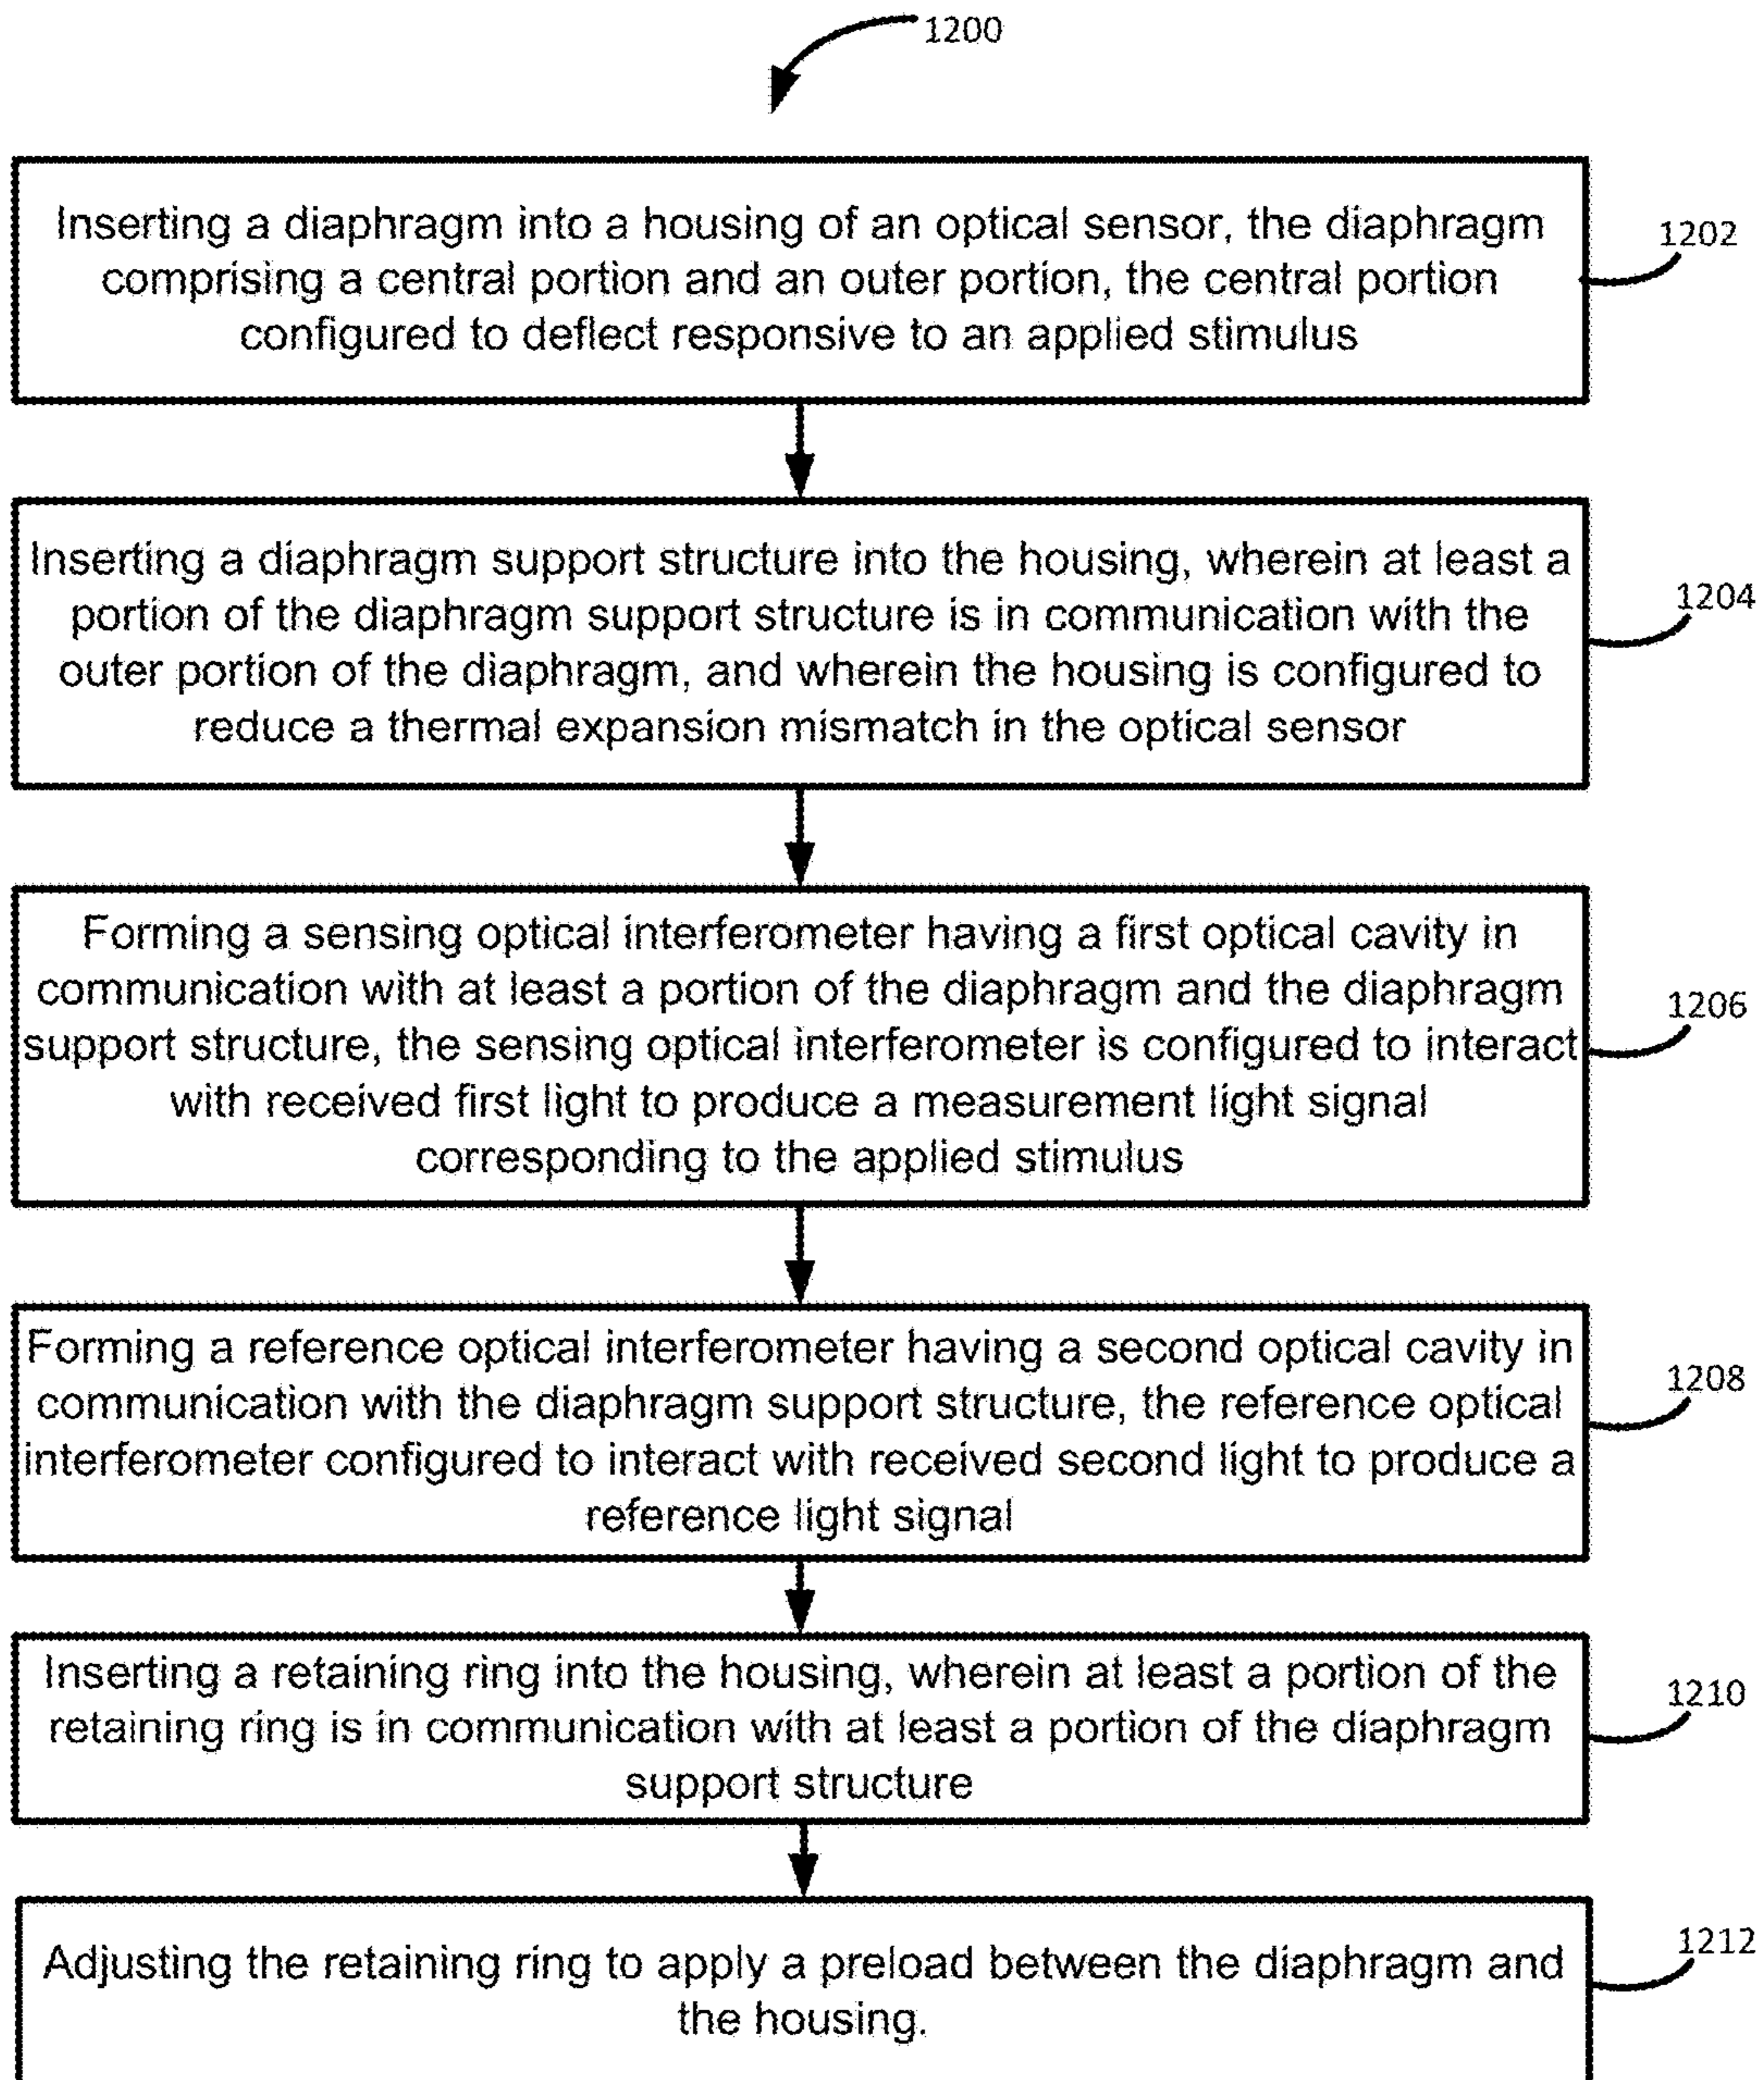 1200
Inserting a diaphragm into a housing of an optical sensor, the diaphragm
comprising a central portion and an outer portion, the central portion
configured to deflect responsive to an applied stimulus
1202
Inserting a diaphragm support structure into the housing, wherein at least a
portion of the diaphragm support structure is in communication with the
outer portion of the diaphragm, and wherein the housing is configured to
reduce a thermal expansion mismatch in the optical sensor
1204
Forming a sensing optical interferometer having a first optical cavity in
communication with at least a portion of the diaphragm and the diaphragm
support structure, the sensing optical interferometer is configured to interact
with received first light to produce a measurement light signal
corresponding to the applied stimulus
1206
Forming a reference optical interferometer having a second optical cavity in
communication with the diaphragm support structure, the reference optical
interferometer configured to interact with received second light to produce a
reference light signal
1208
Inserting a retaining ring into the housing, wherein at least a portion of the
retaining ring is in communication with at least a portion of the diaphragm
support structure
1210
Adjusting the retaining ring to apply a preload between the diaphragm and
the housing.
1212